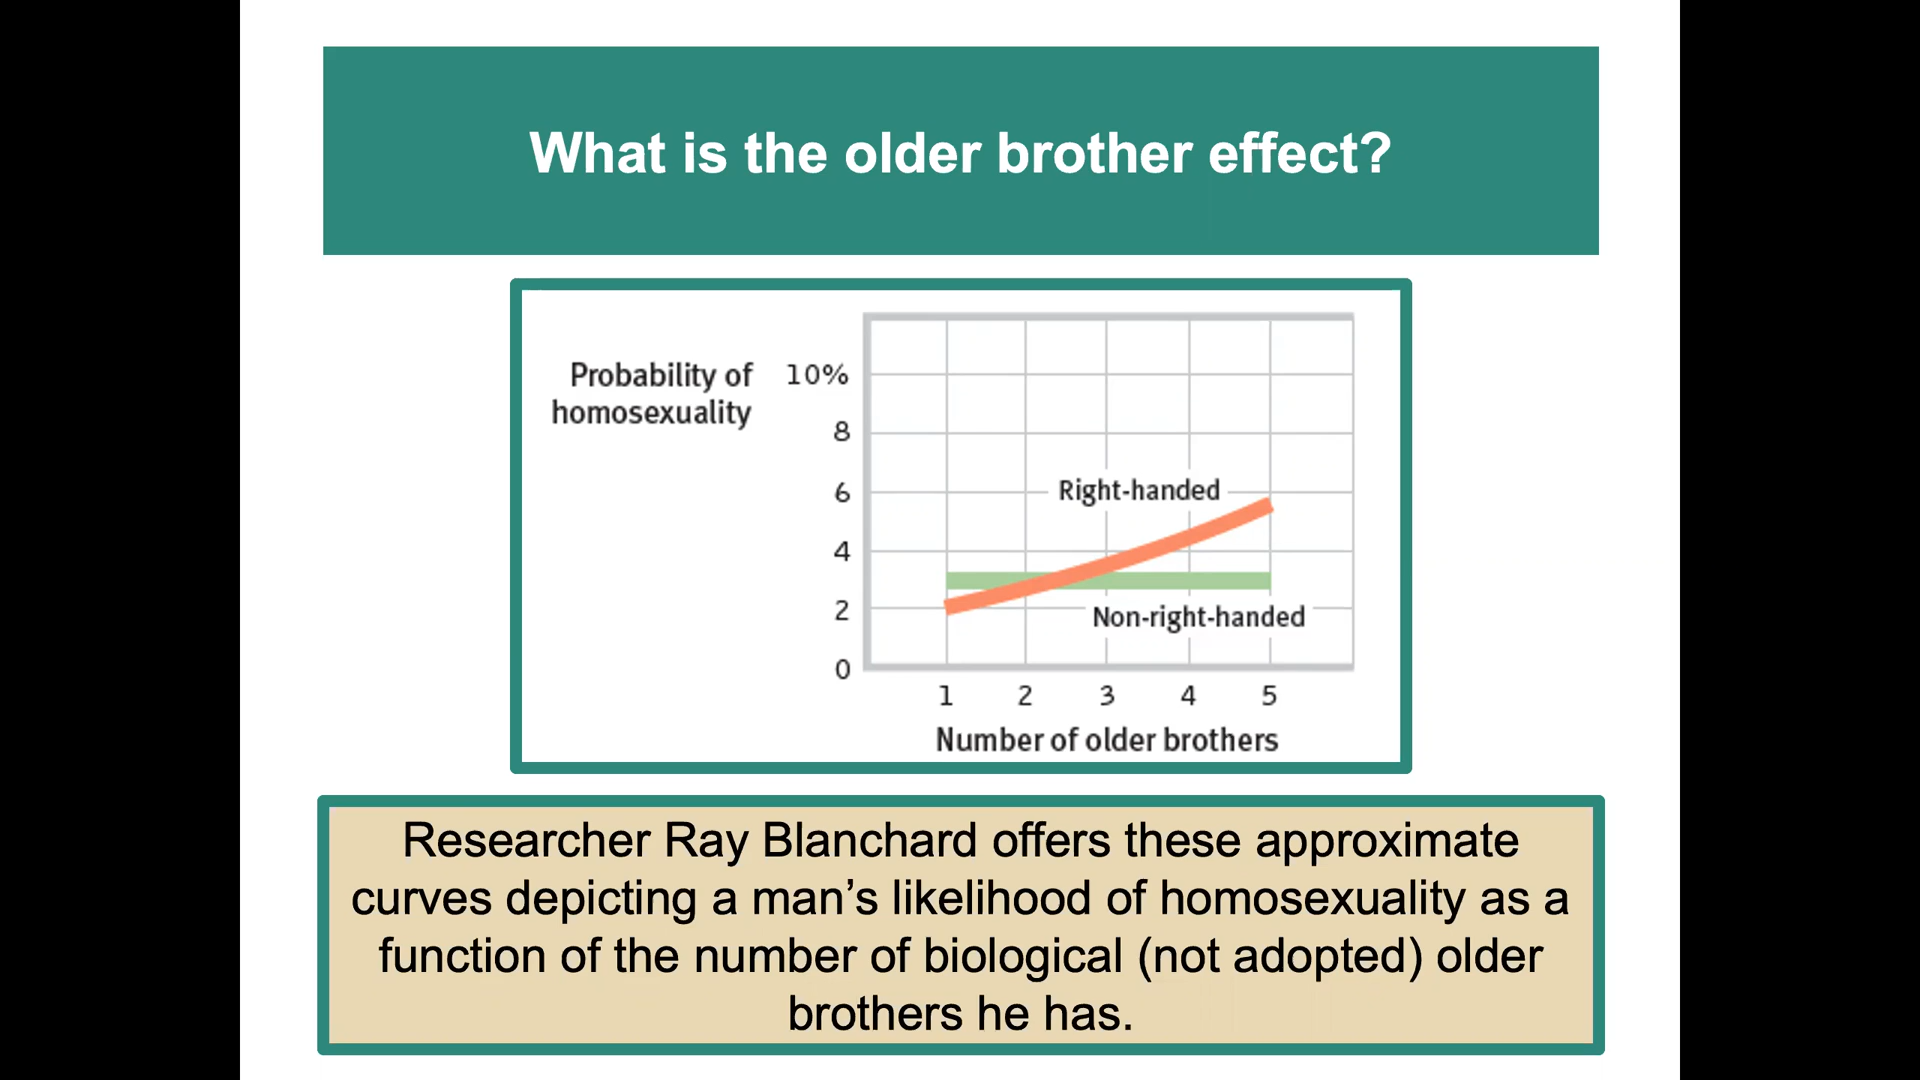 What is the older brother effect?
Probability of
homosexuality
10%
8
6
4
2
0
Right-handed
Non-right-handed
1 2 3 4 5
Number of older brothers
Researcher Ray Blanchard offers these approximate
curves depicting a man’s likelihood of homosexuality as a
function of the number of biological (not adopted) older
brothers he has.